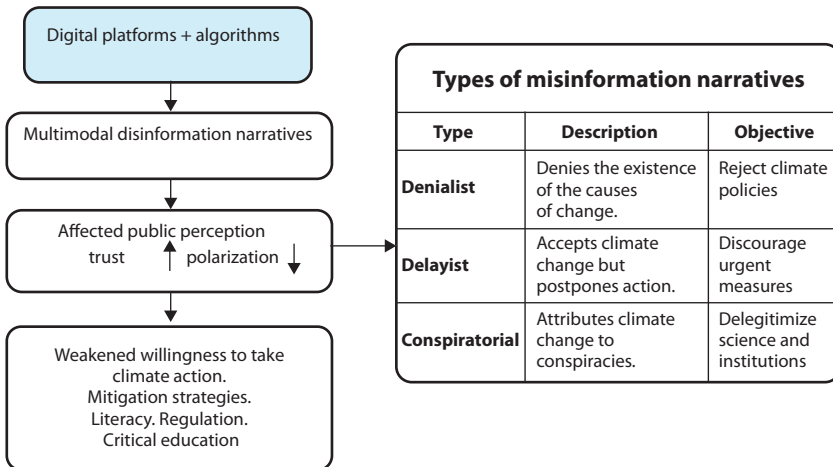 Digital platforms + algorithms
Multimodal disinformation narratives
Affected public perception
trust polarization
Weakened willingness to take
climate action.
Mitigation strategies.
Literacy. Regulation.
Critical education
Types of misinformation narratives
Type Description Objective
Denialist
Denies the existence
of the causes
of change.
Reject climate
policies
Delayist
Accepts climate
change but
postpones action.
Discourage
urgent
measures
Conspiratorial
Attributes climate
change to
conspiracies.
Delegitimize
science and
institutions